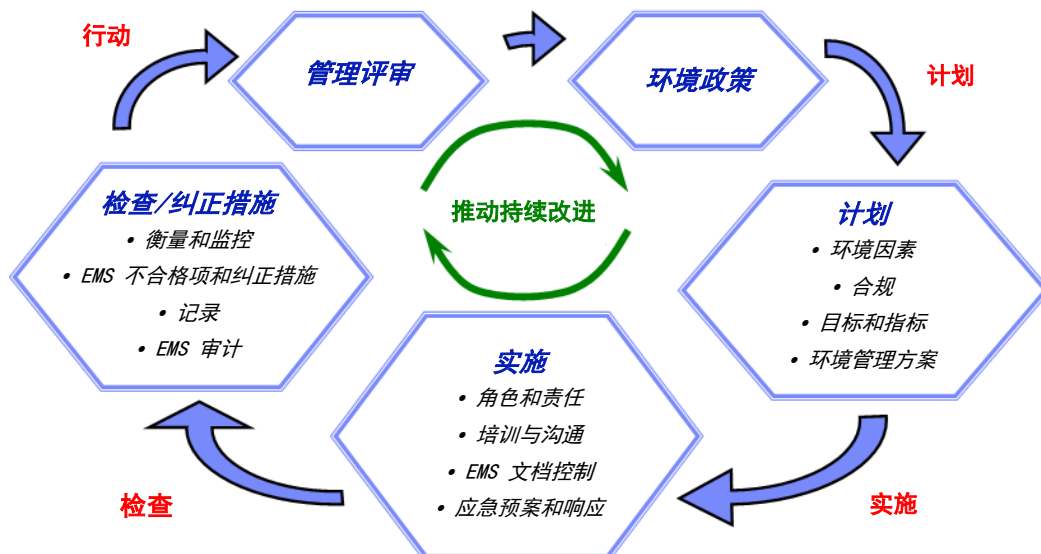 行动
管理评审
环境政策
计划
检查/纠正措施
• 衡量和监控
• EMS 不合格项和纠正措施
• 记录
• EMS 审计
推动持续改进
计划
• 环境因素
• 合规
• 目标和指标
• 环境管理方案
实施
• 角色和责任
• 培训与沟通
• EMS 文档控制
• 应急预案和响应
检查
实施